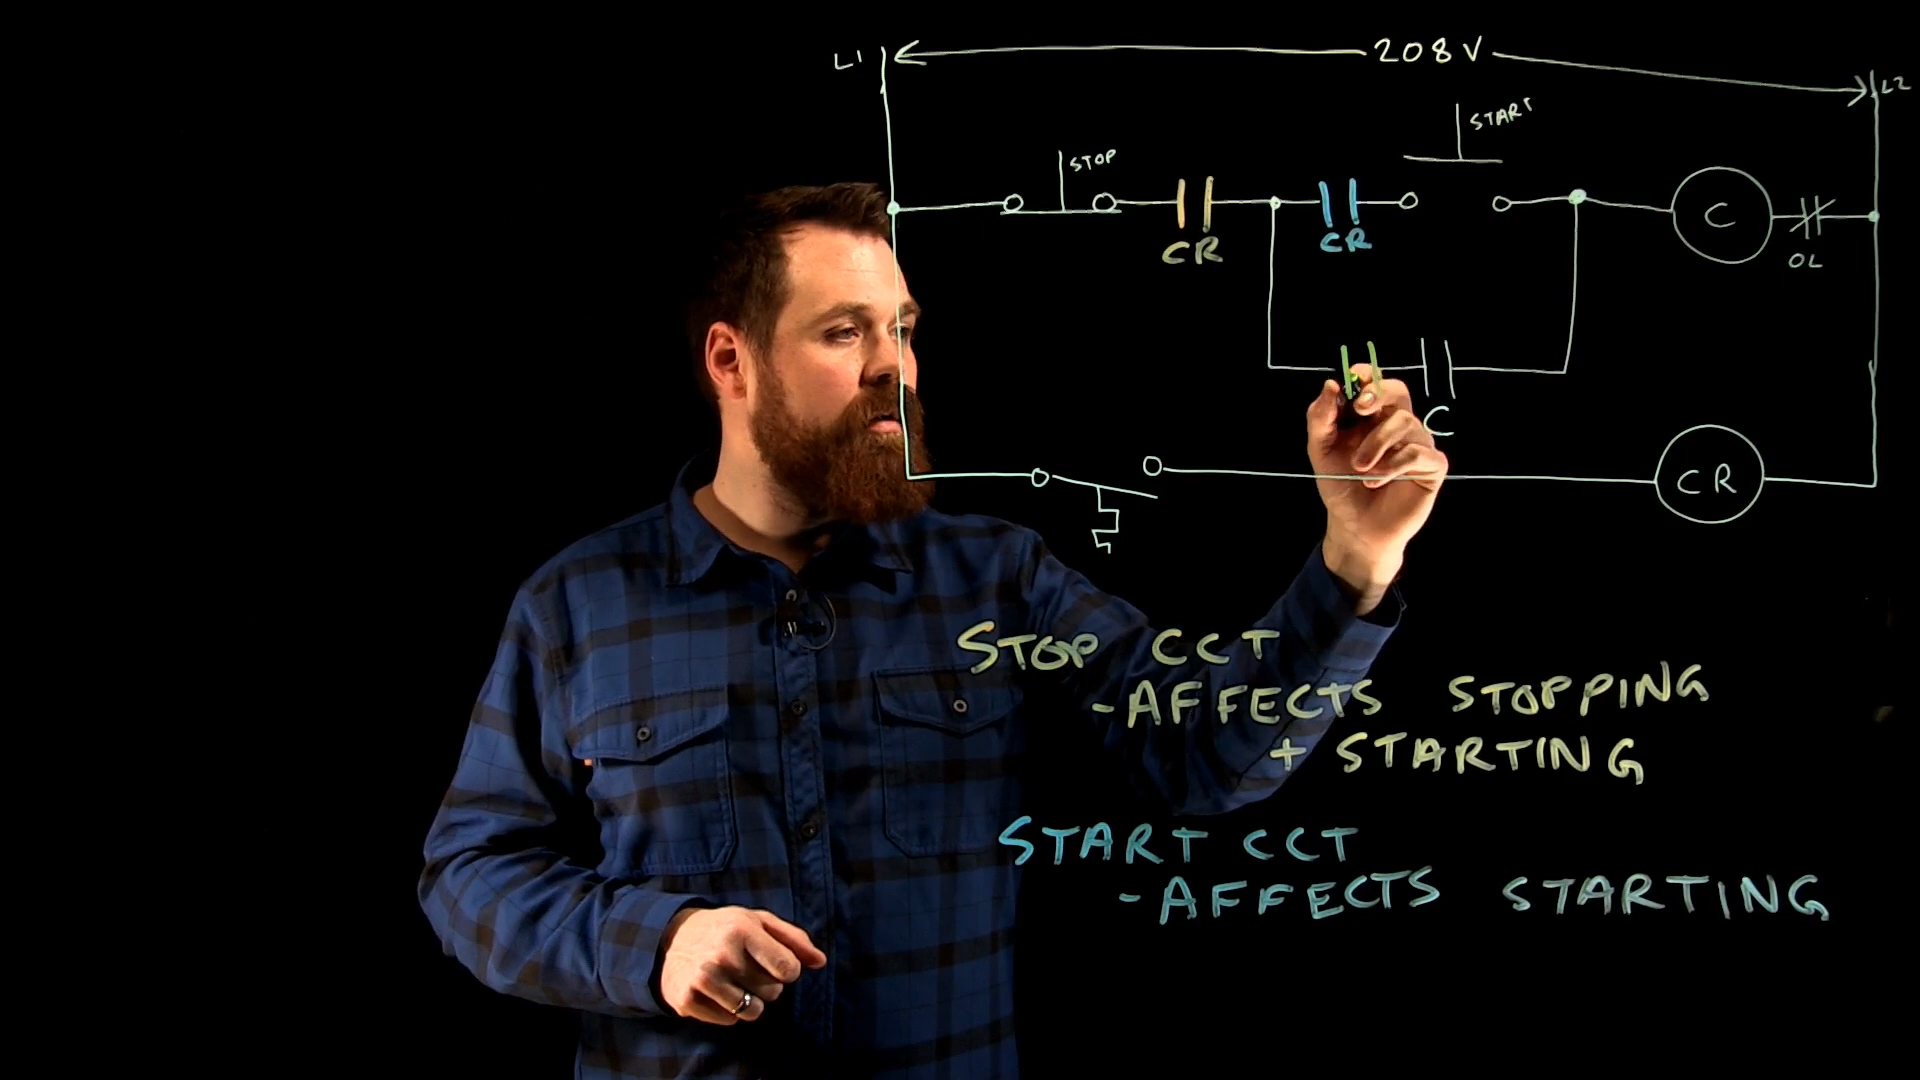 L1
208V
L2
START
STOP
CR
CR
C
OL
C
CR
STOP CCT
-AFFECTS STOPPING
+ STARTING
START CCT
-AFFECTS STARTING